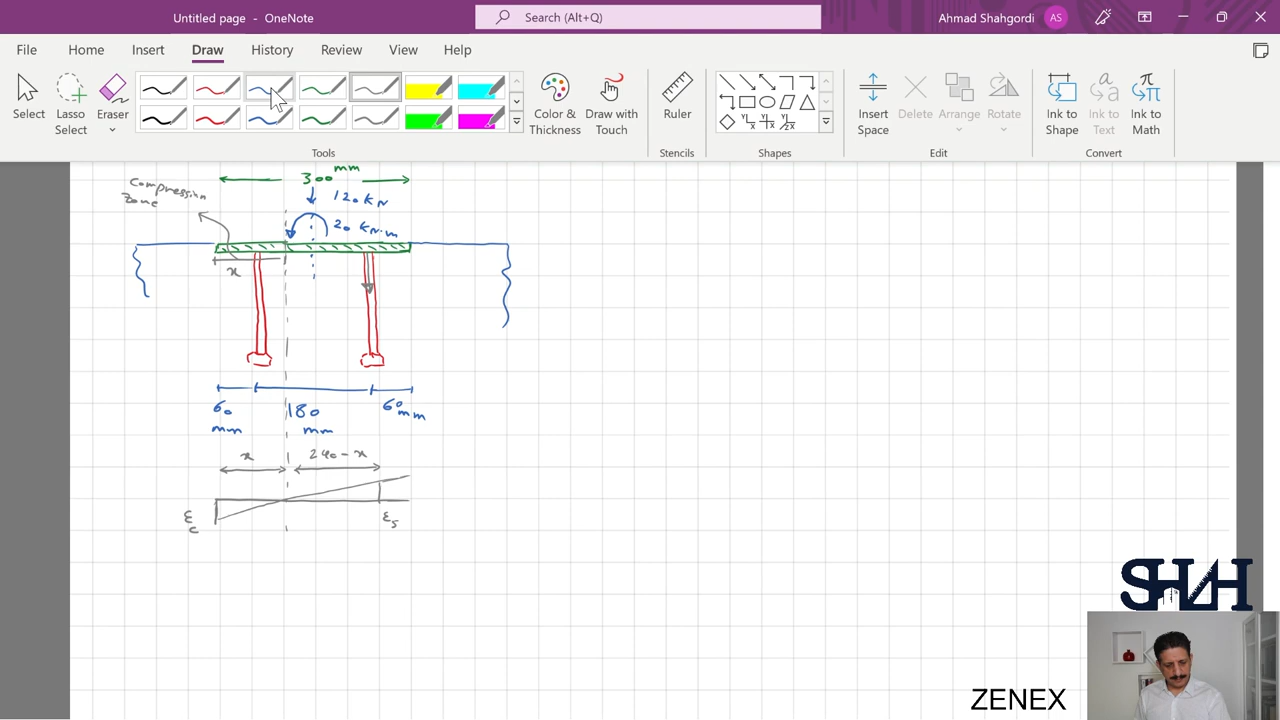 Untitled page - OneNote
Search (Alt+Q)
Ahmad Shahgordi
AS
File
Home
Insert
Draw
History
Review
View
Help
Select
Lasso
Select
Eraser
Color &
Thickness
Draw with
Touch
Ruler
Insert
Space
Delete
Arrange
Rotate
Ink to
Shape
Ink to
Text
Ink to
Math
Tools
Stencils
Shapes
Edit
Convert
300 mm
Compression
Zone
120 kN
20 kN.m
x
60
mm
180
mm
60
mm
x
240 - x
εc
εs
SHAH
ZENEX